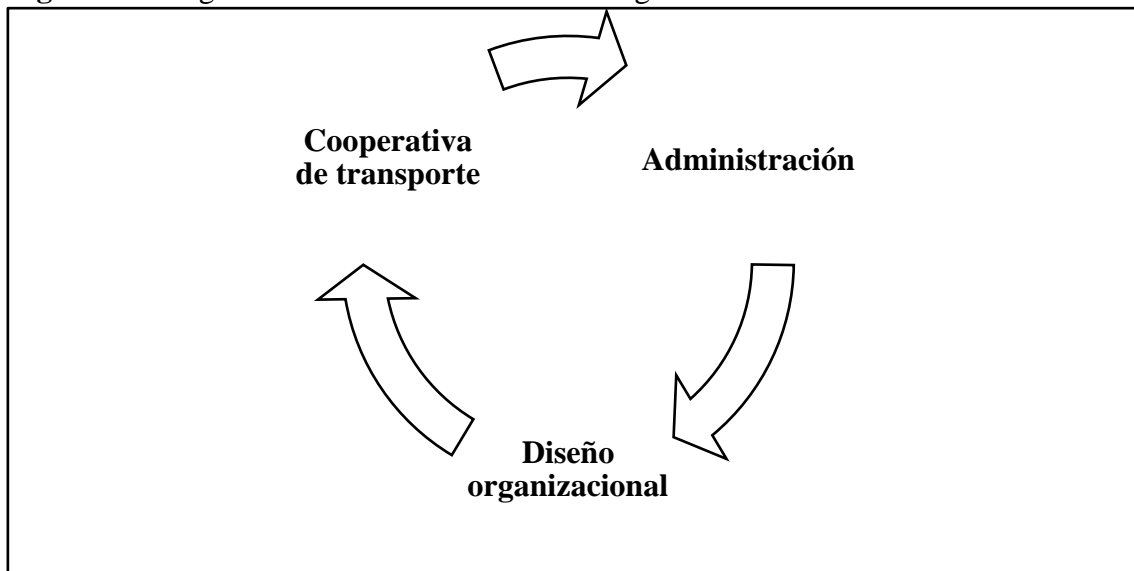 Cooperativa
de transporte
Administración
Diseño
organizacional